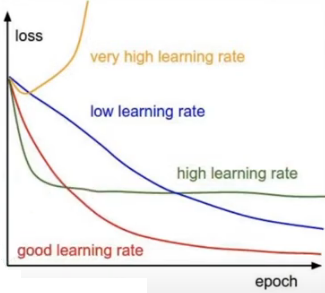 loss
very high learning rate
low learning rate
high learning rate
good learning rate
epoch